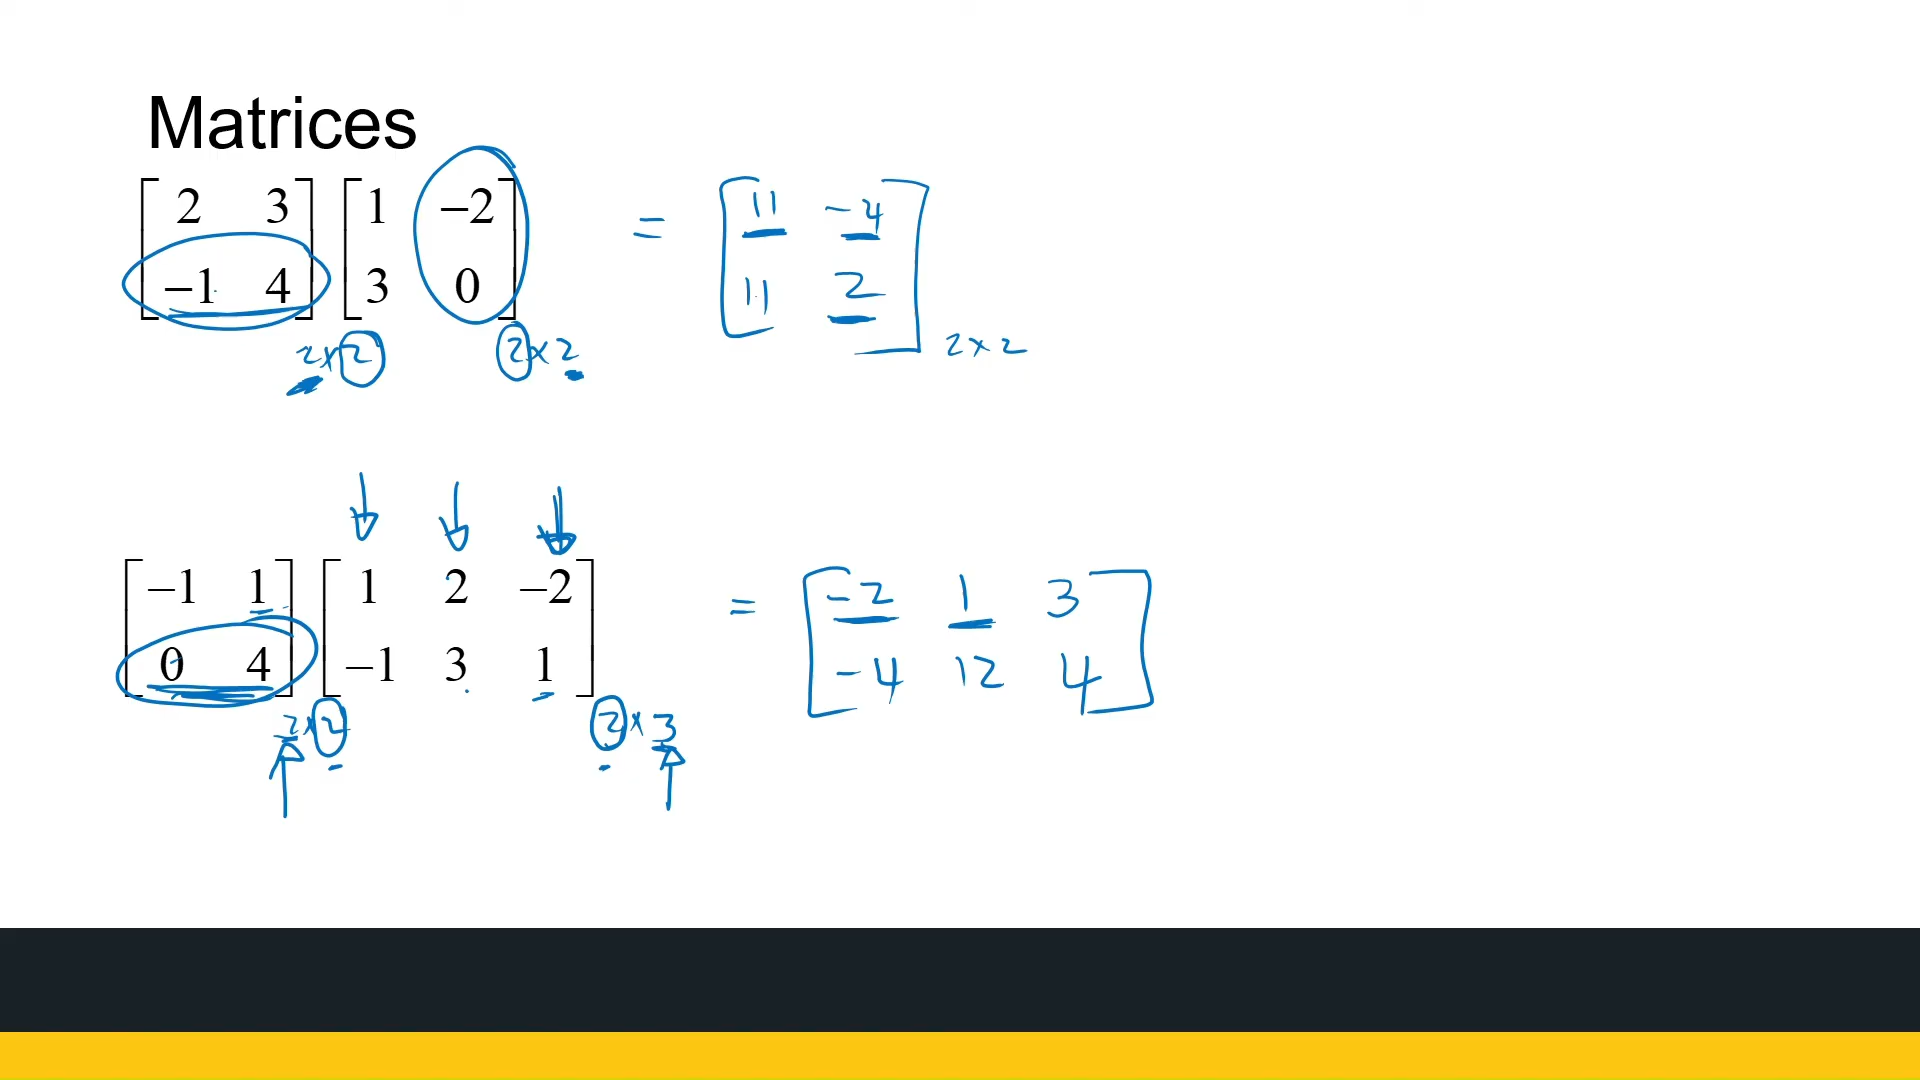 Matrices
2 3 1 −2 = 11 -4
−1 4 3 0 11 2
2x2 2x2 2x2
−1 1 1 2 −2 = -2 1 3
0 4 −1 3 1 -4 12 4
2x2 2x3